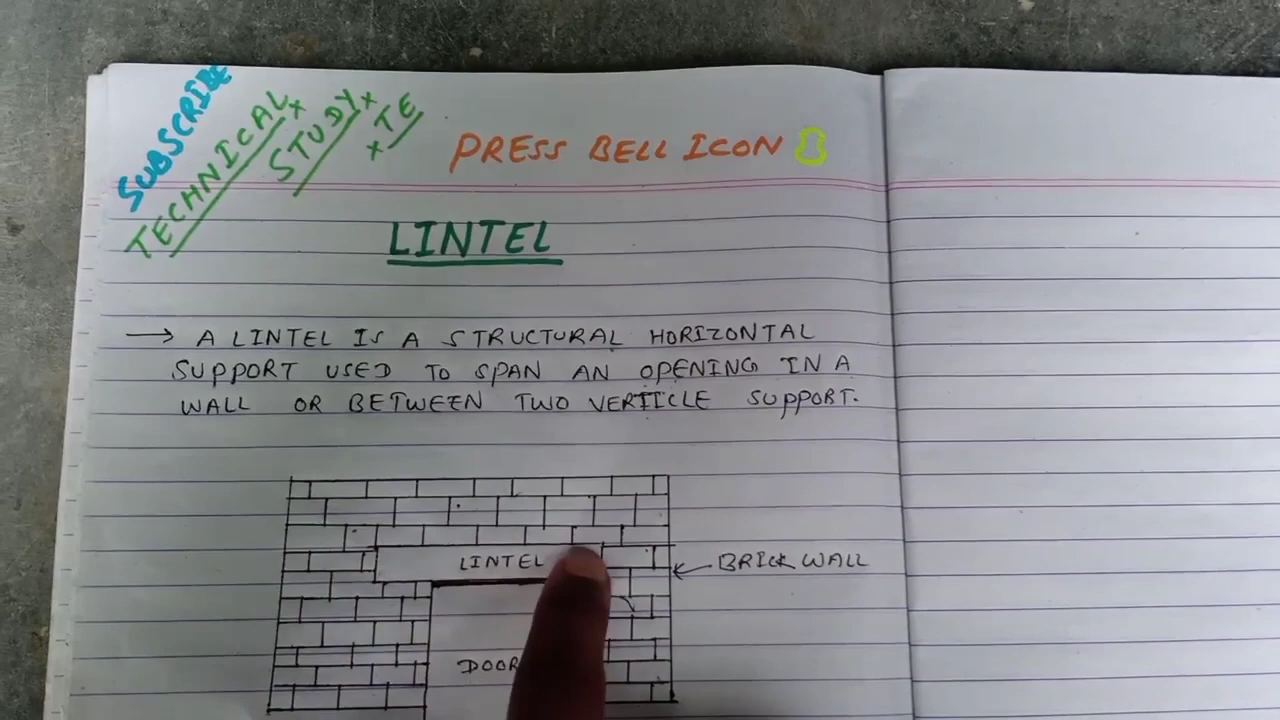 SUBSCRIBE
TECHNICAL
STUDY
TE
PRESS BELL ICON
LINTEL
→ A LINTEL IS A STRUCTURAL HORIZONTAL
SUPPORT USED TO SPAN AN OPENING IN A
WALL OR BETWEEN TWO VERTICLE SUPPORT.
LINTEL
BRICK WALL
DOOR